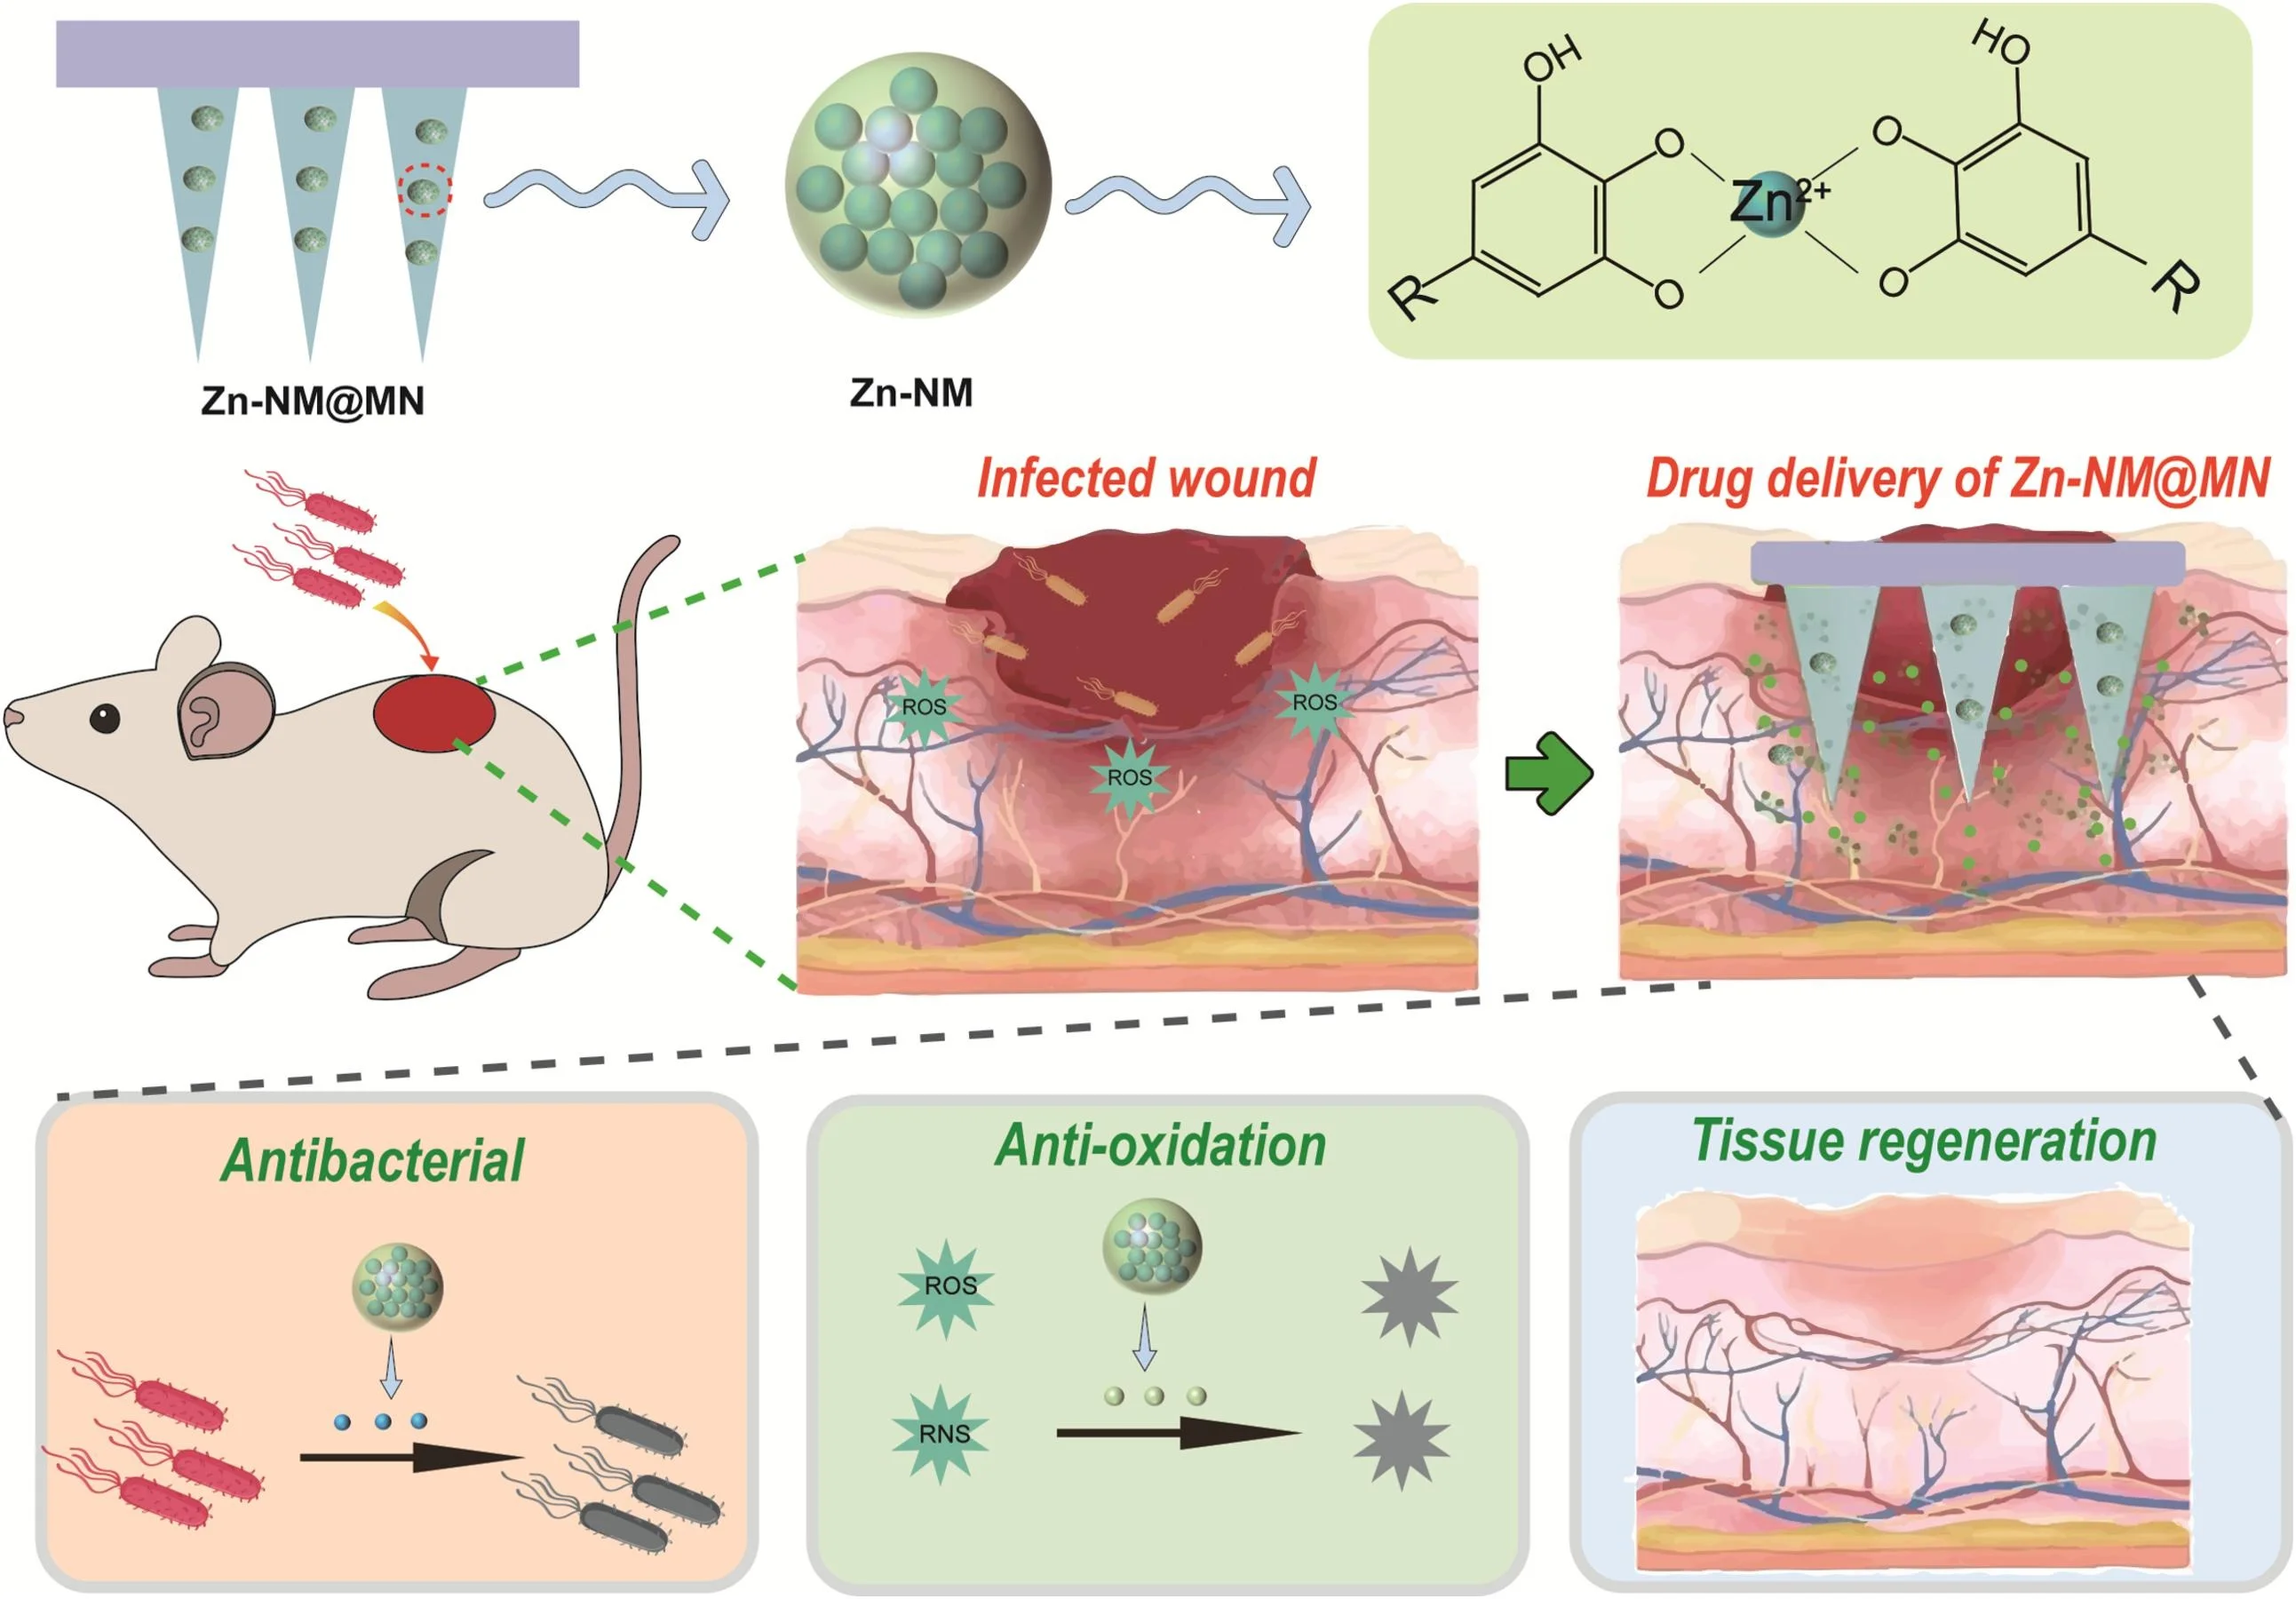 OH
HO
O
O
Zn2+
O
O
R
R
Zn-NM@MN
Zn-NM
Infected wound
Drug delivery of Zn-NM@MN
ROS
ROS
ROS
Antibacterial
Anti-oxidation
Tissue regeneration
ROS
RNS